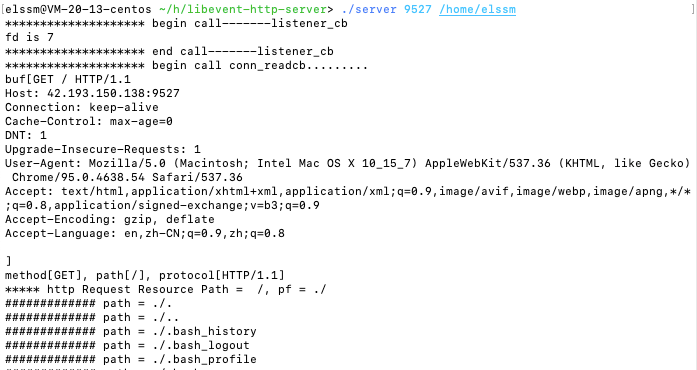 [elssm@VM-20-13-centos ~/h/libevent-http-server> ./server 9527 /home/elssm ]
******************** begin call-------listener_cb
fd is 7
******************** end call-------listener_cb
******************** begin call conn_readcb.........
buf[GET / HTTP/1.1
Host: 42.193.150.138:9527
Connection: keep-alive
Cache-Control: max-age=0
DNT: 1
Upgrade-Insecure-Requests: 1
User-Agent: Mozilla/5.0 (Macintosh; Intel Mac OS X 10_15_7) AppleWebKit/537.36 (KHTML, like Gecko)
 Chrome/95.0.4638.54 Safari/537.36
Accept: text/html,application/xhtml+xml,application/xml;q=0.9,image/avif,image/webp,image/apng,*/*
;q=0.8,application/signed-exchange;v=b3;q=0.9
Accept-Encoding: gzip, deflate
Accept-Language: en,zh-CN;q=0.9,zh;q=0.8

]
method[GET], path[/], protocol[HTTP/1.1]
***** http Request Resource Path =  /, pf = ./
############# path = ./.
############# path = ./..
############# path = ./.bash_history
############# path = ./.bash_logout
############# path = ./.bash_profile